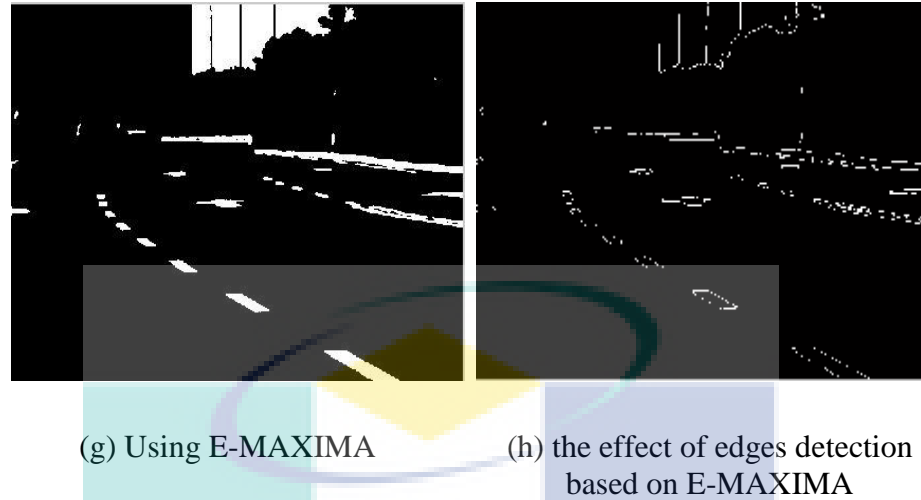 (g) Using E-MAXIMA
(h) the effect of edges detection
based on E-MAXIMA